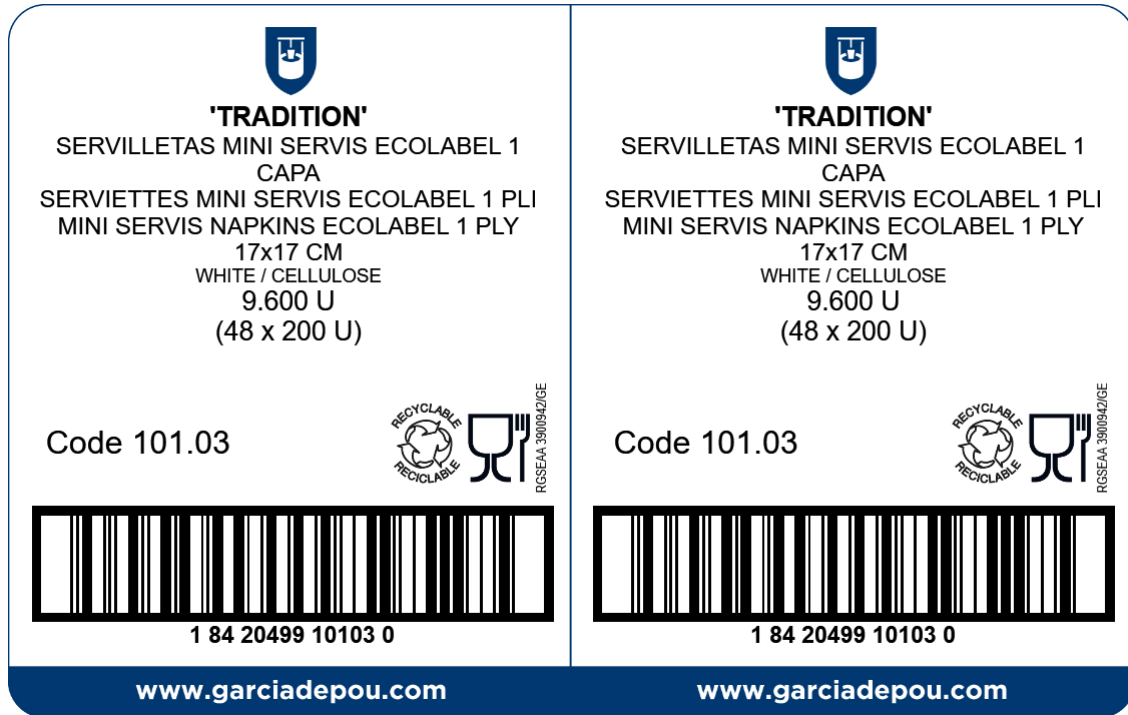 'TRADITION'
SERVILLETAS MINI SERVIS ECOLABEL 1
CAPA
SERVIETTES MINI SERVIS ECOLABEL 1 PLI
MINI SERVIS NAPKINS ECOLABEL 1 PLY
17x17 CM
WHITE / CELLULOSE
9.600 U
(48 x 200 U)
Code 101.03
RECYCLABLE
RECICLABLE
RGSEAA 3900942/GE
1 84 20499 10103 0
www.garciadepou.com
'TRADITION'
SERVILLETAS MINI SERVIS ECOLABEL 1
CAPA
SERVIETTES MINI SERVIS ECOLABEL 1 PLI
MINI SERVIS NAPKINS ECOLABEL 1 PLY
17x17 CM
WHITE / CELLULOSE
9.600 U
(48 x 200 U)
Code 101.03
RECYCLABLE
RECICLABLE
RGSEAA 3900942/GE
1 84 20499 10103 0
www.garciadepou.com